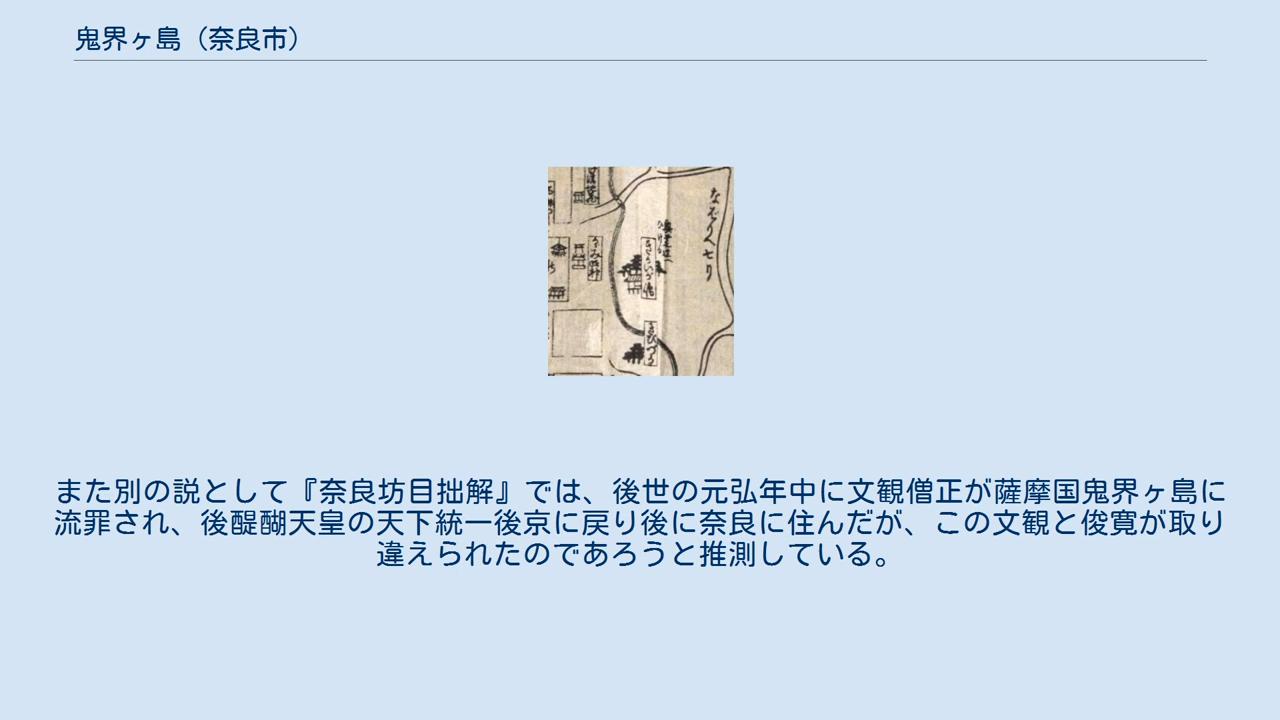 鬼界ヶ島（奈良市）
なぞりへ七り
また別の説として『奈良坊目拙解』では、後世の元弘年中に文観僧正が薩摩国鬼界ヶ島に
流罪され、後醍醐天皇の天下統一後京に戻り後に奈良に住んだが、この文観と俊寛が取り
違えられたのであろうと推測している。